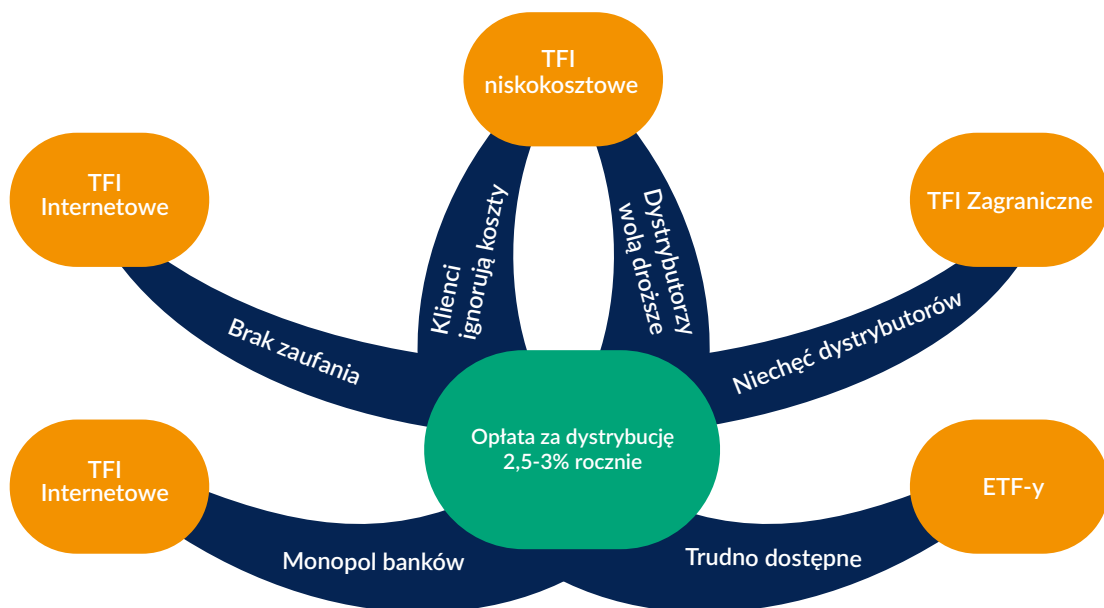 TFI
niskokosztowe
TFI
Internetowe
TFI Zagraniczne
Klienci
ignorują koszty
Dystrybutorzy
wolą droższe
Brak zaufania
Niechęć dystrybutorów
Opłata za dystrybucję
2,5-3% rocznie
TFI
Internetowe
ETF-y
Monopol banków
Trudno dostępne